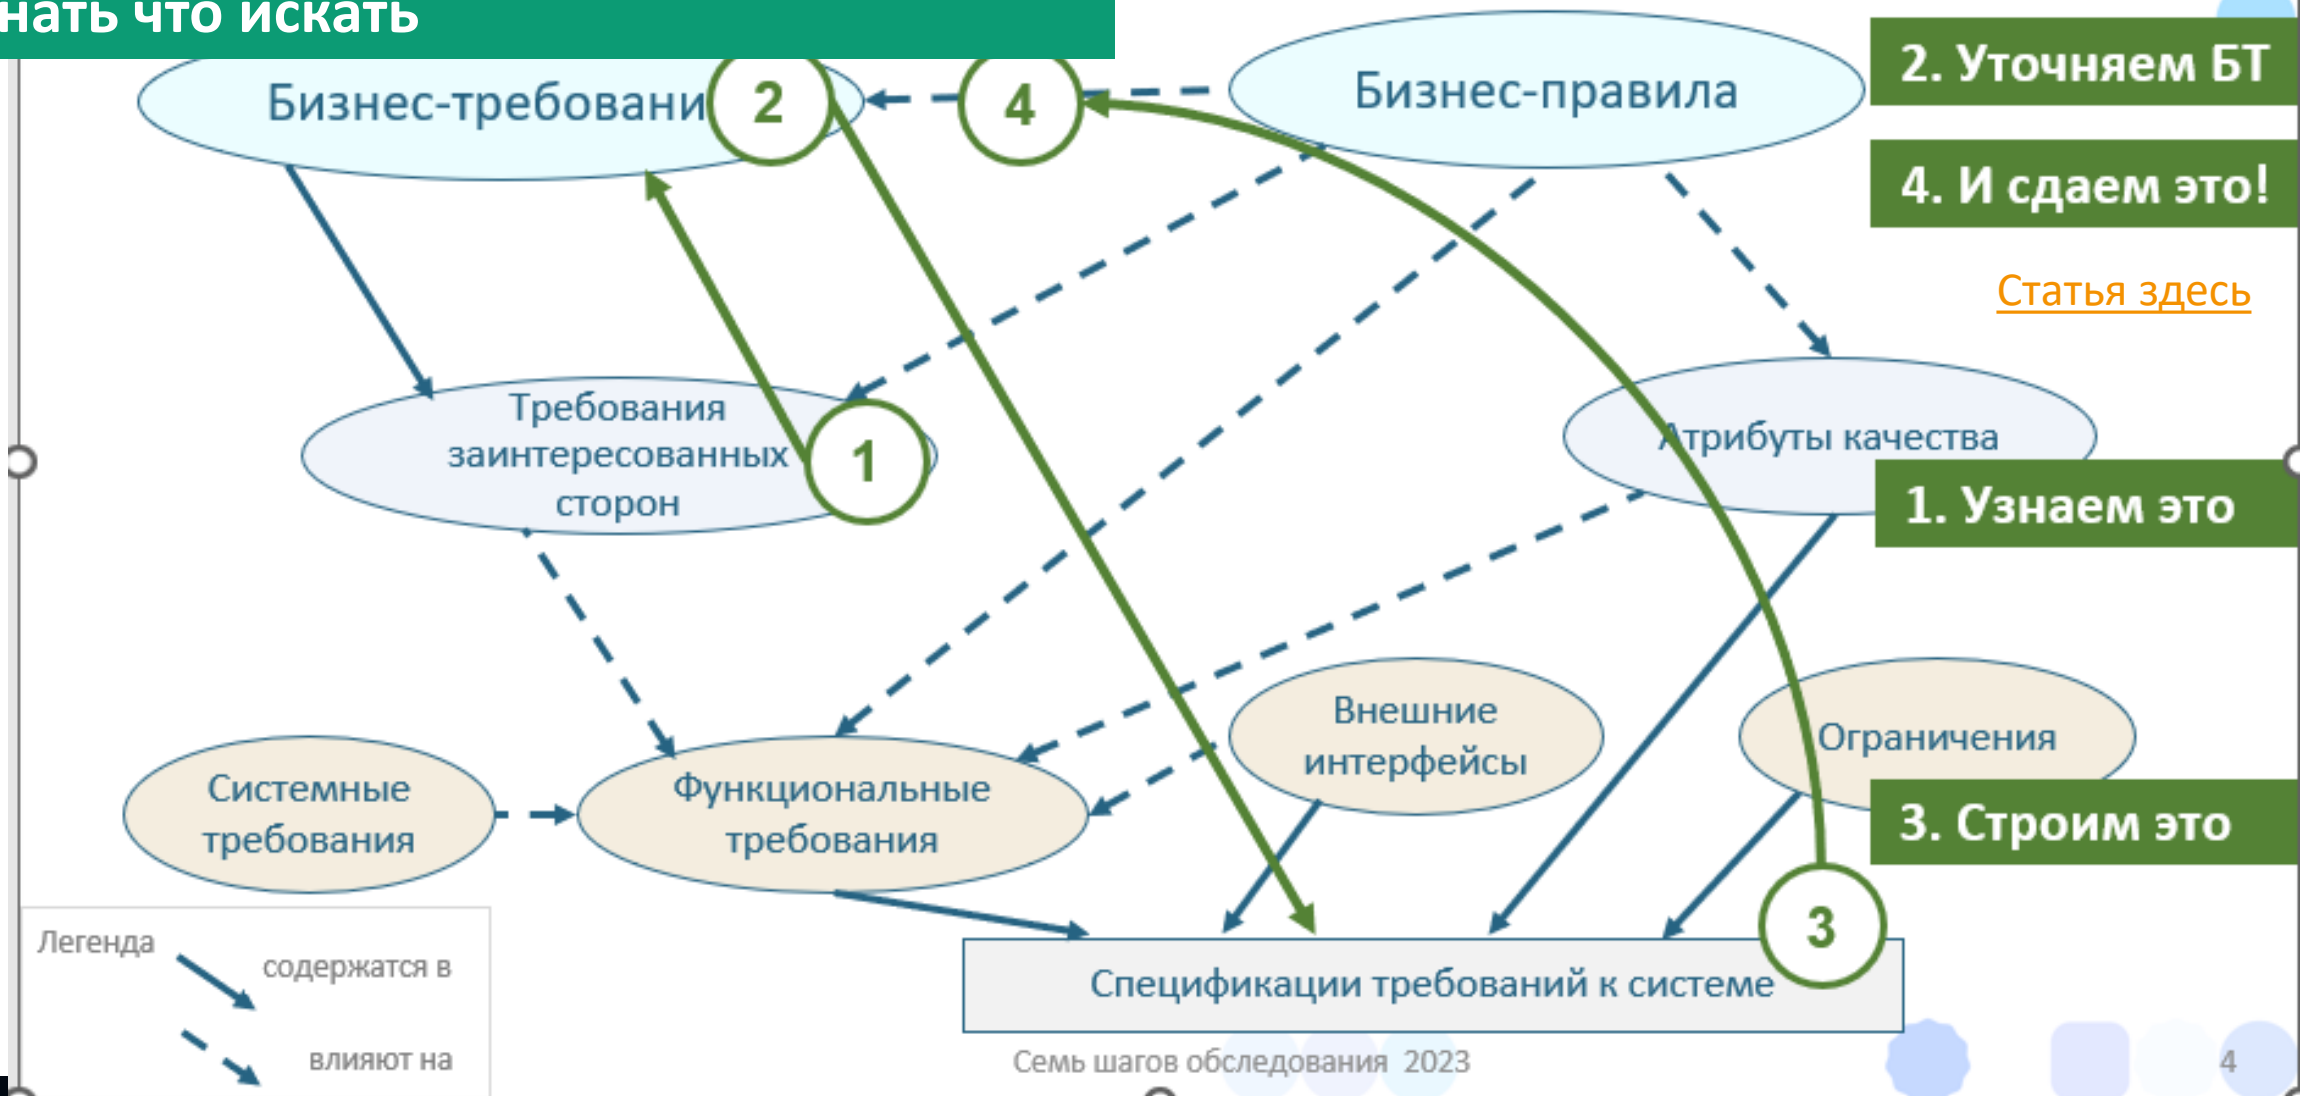 нать что искать
Бизнес-требовани
2
4
Бизнес-правила
2. Уточняем БТ
4. И сдаем это!
Статья здесь
Требования
заинтересованных
сторон
1
Атрибуты качества
1. Узнаем это
Внешние
интерфейсы
Ограничения
Системные
требования
Функциональные
требования
3. Строим это
3
Легенда
содержатся в
влияют на
Спецификации требований к системе
Семь шагов обследования 2023
4